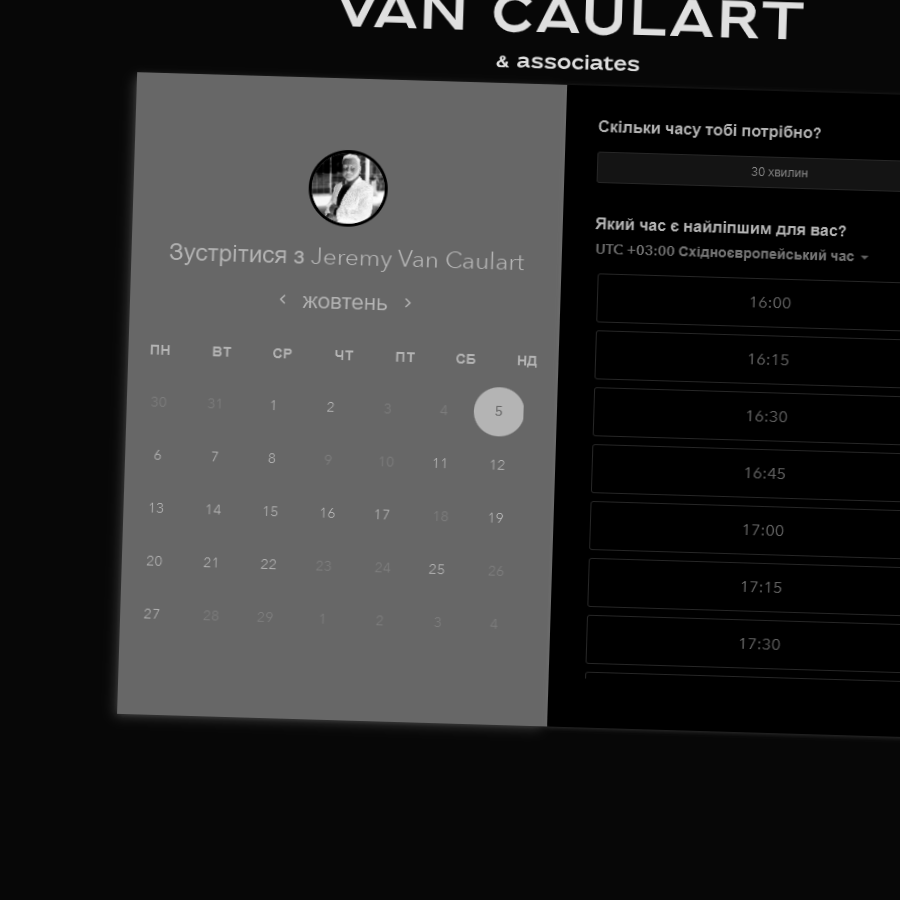 VAN CAULART
& associates
Зустрітися з Jeremy Van Caulart
‹ жовтень ›
ПН ВТ СР ЧТ ПТ СБ НД
30 31 1 2 3 4 5
6 7 8 9 10 11 12
13 14 15 16 17 18 19
20 21 22 23 24 25 26
27 28 29 1 2 3 4
Скільки часу тобі потрібно?
30 хвилин
Який час є найліпшим для вас?
UTC +03:00 Східноєвропейський час
16:00
16:15
16:30
16:45
17:00
17:15
17:30